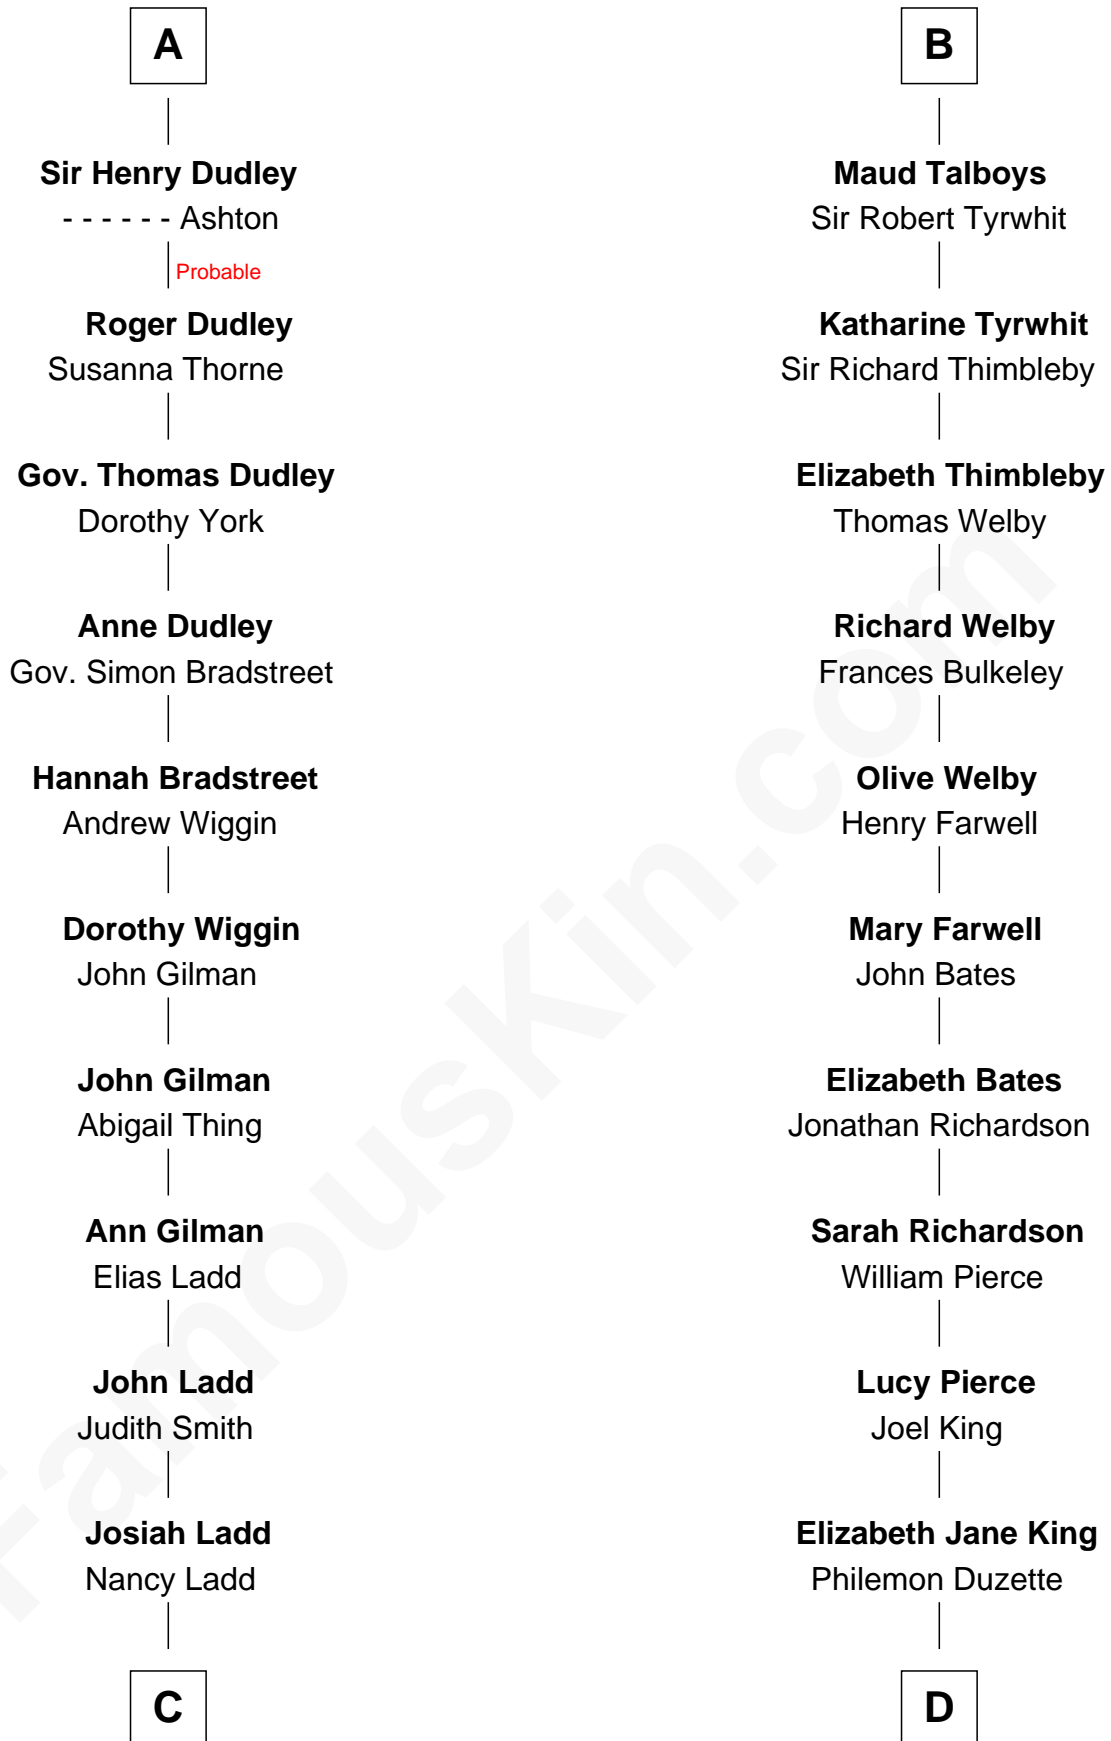 A
Sir Henry Dudley
- - - - - - Ashton
Probable
Roger Dudley
Susanna Thorne
Gov. Thomas Dudley
Dorothy York
Anne Dudley
Gov. Simon Bradstreet
Hannah Bradstreet
Andrew Wiggin
Dorothy Wiggin
John Gilman
John Gilman
Abigail Thing
Ann Gilman
Elias Ladd
John Ladd
Judith Smith
Josiah Ladd
Nancy Ladd
C
B
Maud Talboys
Sir Robert Tyrwhit
Katharine Tyrwhit
Sir Richard Thimbleby
Elizabeth Thimbleby
Thomas Welby
Richard Welby
Frances Bulkeley
Olive Welby
Henry Farwell
Mary Farwell
John Bates
Elizabeth Bates
Jonathan Richardson
Sarah Richardson
William Pierce
Lucy Pierce
Joel King
Elizabeth Jane King
Philemon Duzette
D
FamousKin.com